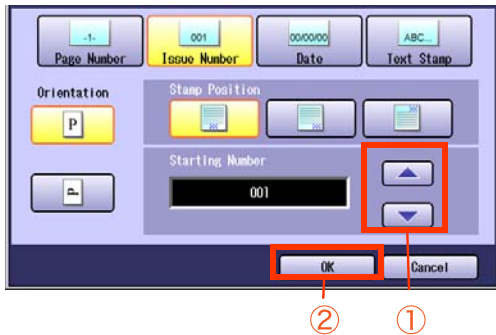 -1-
Page Number
001
Issue Number
00/00/00
Date
ABC...
Text Stamp
Orientation
P
P
Stamp Position
Starting Number
001
OK
Cancel
② ①